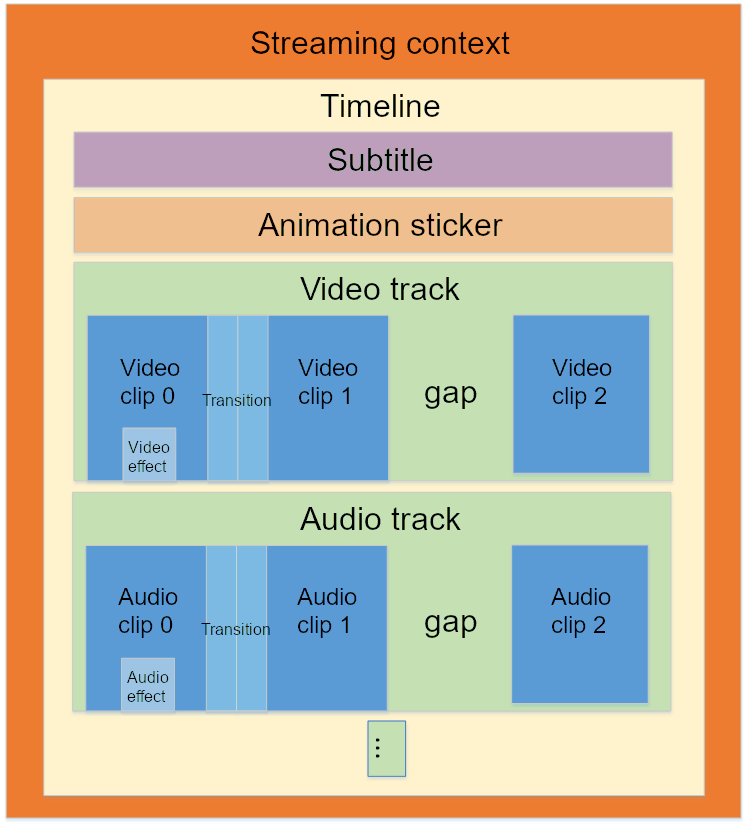 Streaming context
Timeline
Subtitle
Animation sticker
Video track
Video
clip 0
Transition
Video
clip 1
gap
Video
clip 2
Video
effect
Audio track
Audio
clip 0
Transition
Audio
clip 1
gap
Audio
clip 2
Audio
effect
...